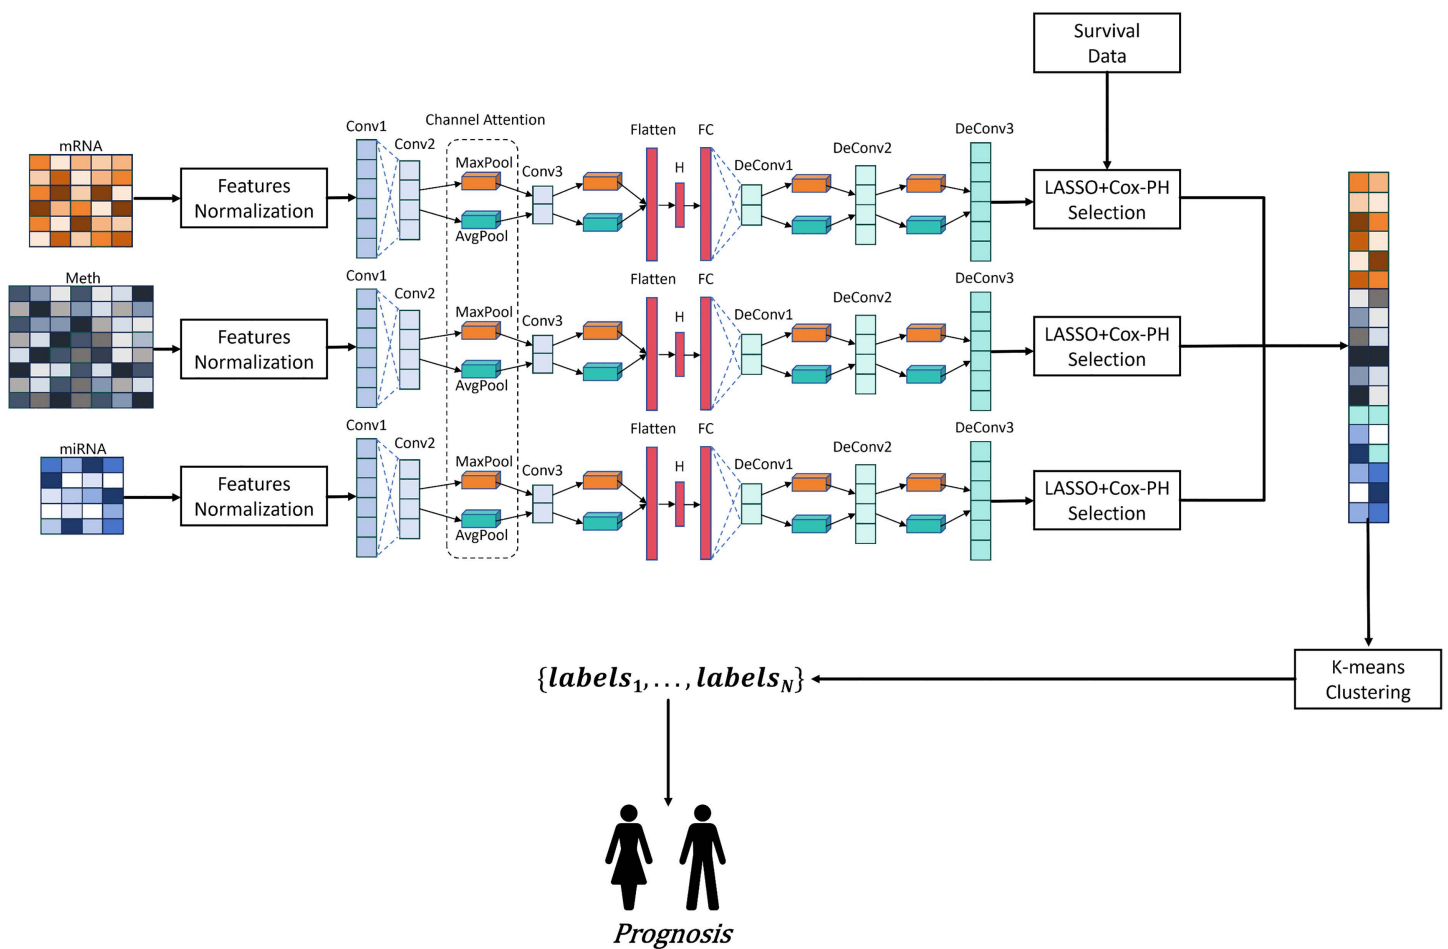 Survival
Data
mRNA
Features
Normalization
Conv1
Conv2
Channel Attention
MaxPool
AvgPool
Conv3
Flatten
H
FC
DeConv1
DeConv2
DeConv3
LASSO+Cox-PH
Selection
Meth
Features
Normalization
Conv1
Conv2
MaxPool
AvgPool
Conv3
Flatten
H
FC
DeConv1
DeConv2
DeConv3
LASSO+Cox-PH
Selection
miRNA
Features
Normalization
Conv1
Conv2
MaxPool
AvgPool
Conv3
Flatten
H
FC
DeConv1
DeConv2
DeConv3
LASSO+Cox-PH
Selection
K-means
Clustering
{labels₁,...,labels_N}
Prognosis